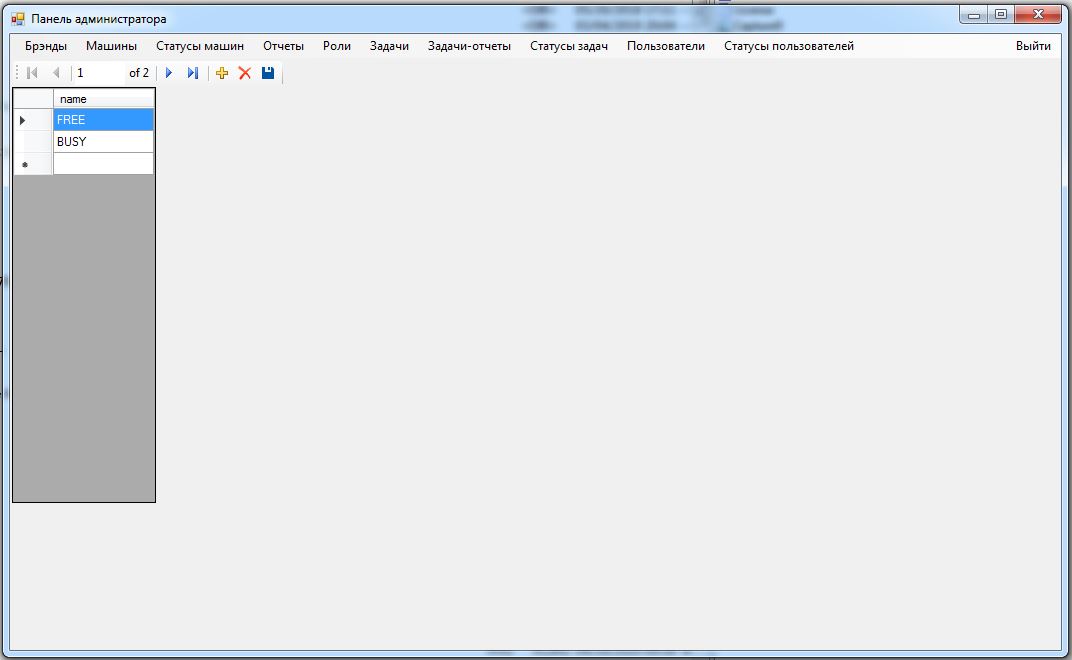 Панель администратора
Брэнды Машины Статусы машин Отчеты Роли Задачи Задачи-отчеты Статусы задач Пользователи Статусы пользователей Выйти
1 of 2
name
FREE
BUSY